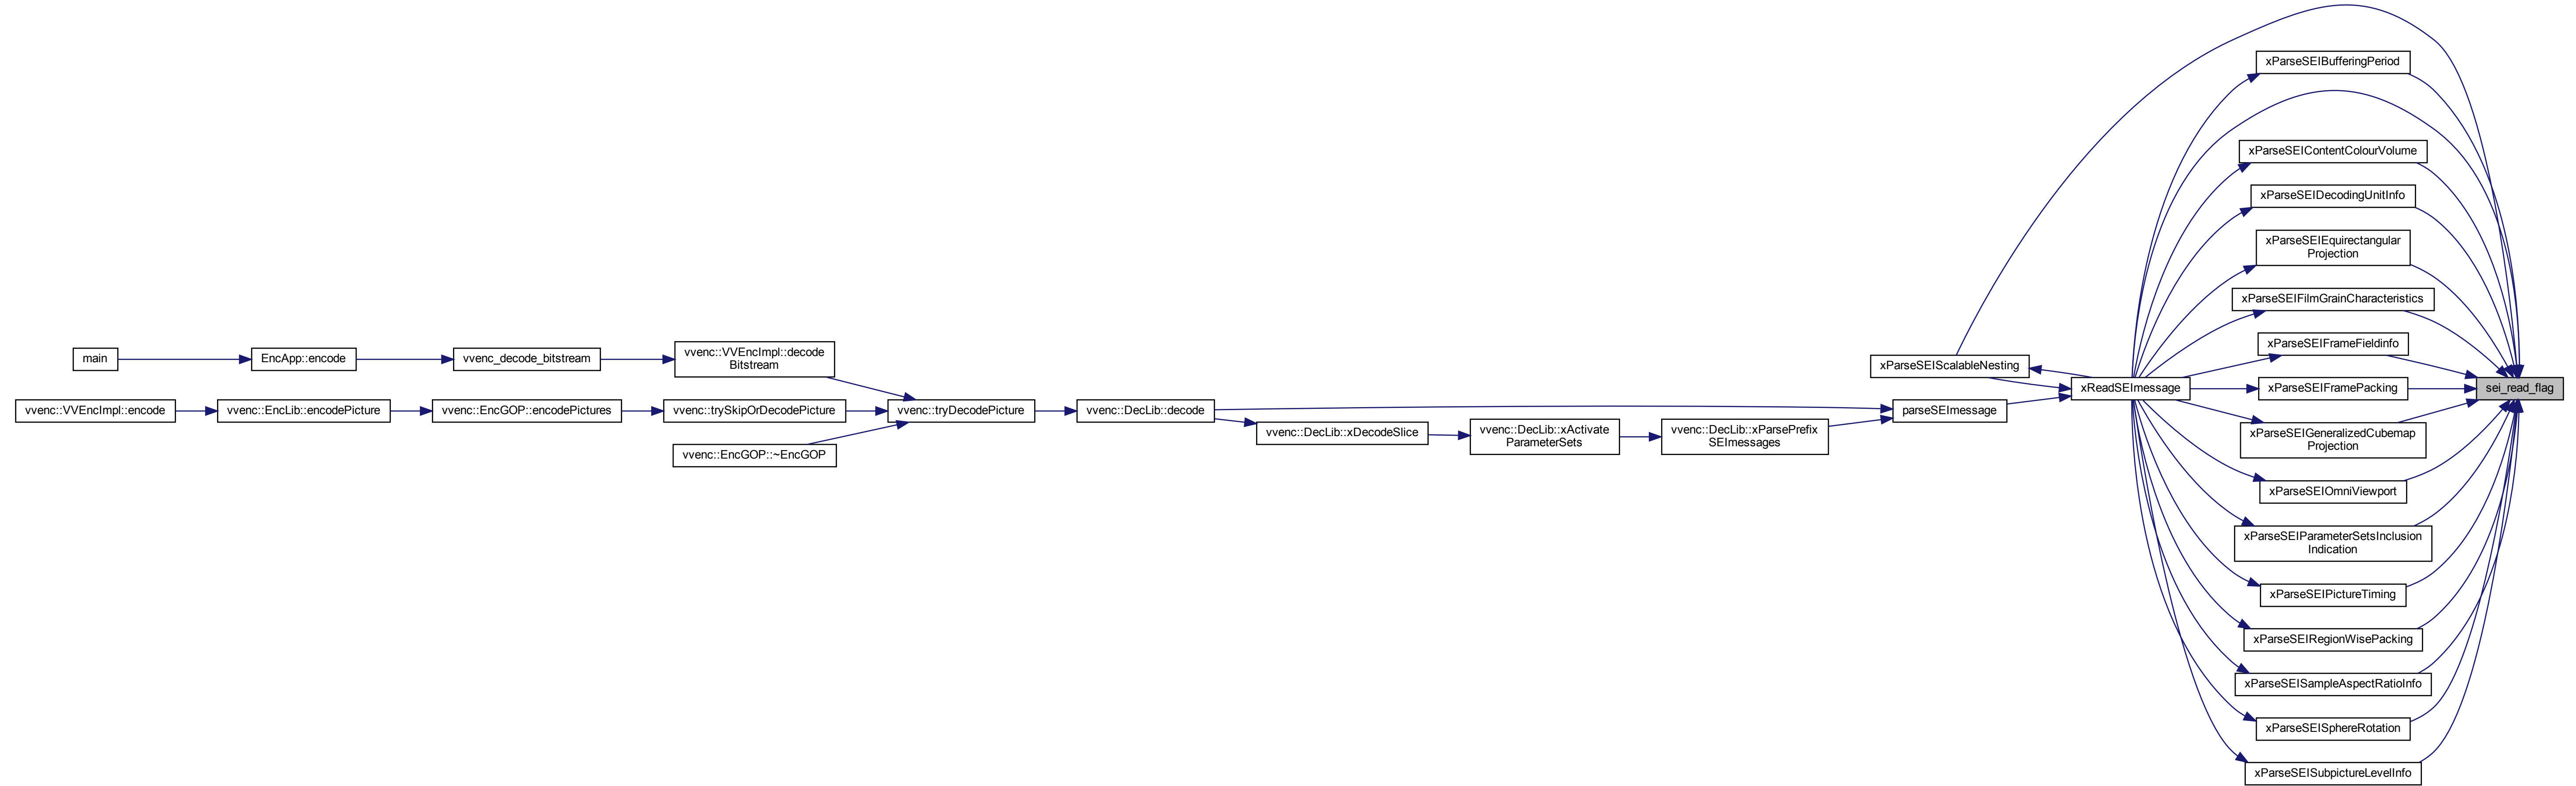 main
vvenc::VVEncImpl::encode
EncApp::encode
vvenc::EncLib::encodePicture
vvenc_decode_bitstream
vvenc::EncGOP::encodePictures
vvenc::VVEncImpl::decode
Bitstream
vvenc::trySkipOrDecodePicture
vvenc::EncGOP::~EncGOP
vvenc::tryDecodePicture
vvenc::DecLib::decode
vvenc::DecLib::xDecodeSlice
vvenc::DecLib::xActivate
ParameterSets
vvenc::DecLib::xParsePrefix
SEImessages
xParseSEIScalableNesting
parseSEImessage
xReadSEImessage
xParseSEIBufferingPeriod
xParseSEIContentColourVolume
xParseSEIDecodingUnitInfo
xParseSEIEquirectangular
Projection
xParseSEIFilmGrainCharacteristics
xParseSEIFrameFieldinfo
xParseSEIFramePacking
xParseSEIGeneralizedCubemap
Projection
xParseSEIOmniViewport
xParseSEIParameterSetsInclusion
Indication
xParseSEIPictureTiming
xParseSEIRegionWisePacking
xParseSEISampleAspectRatioInfo
xParseSEISphereRotation
xParseSEISubpictureLevelInfo
sei_read_flag